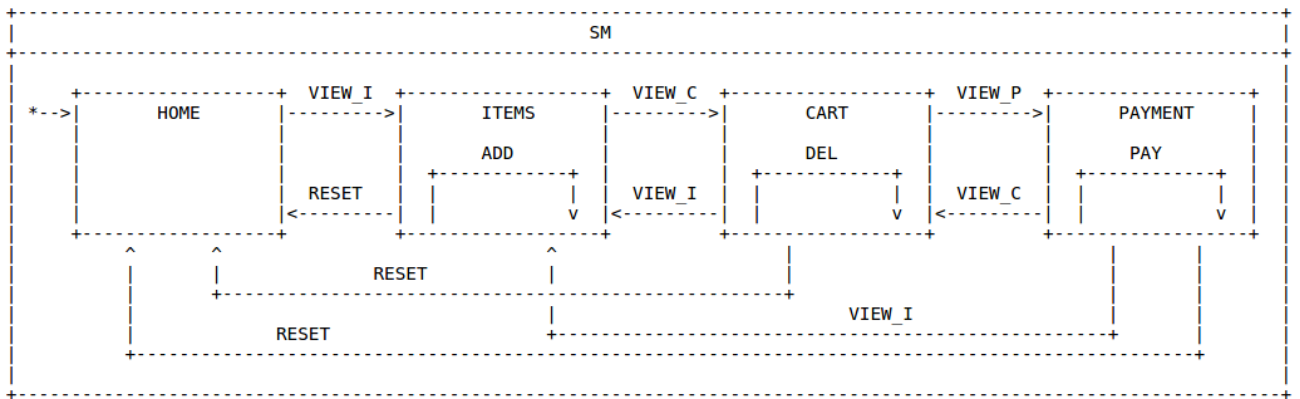 SM
VIEW_I VIEW_C VIEW_P
HOME ITEMS CART PAYMENT
ADD DEL PAY
RESET VIEW_I VIEW_C
RESET
VIEW_I
RESET